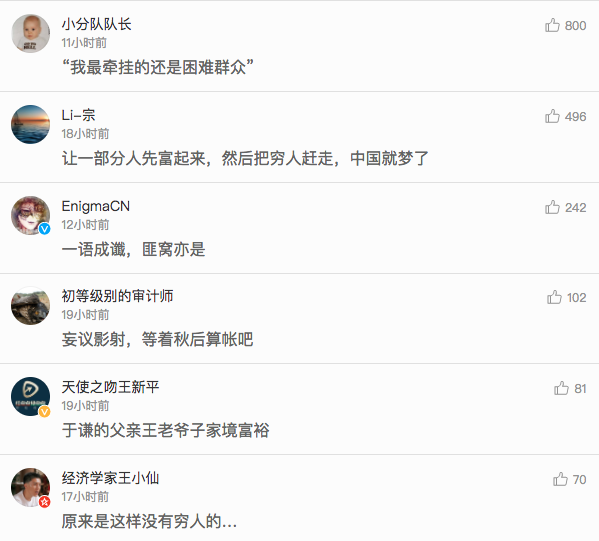 小分队队长
800
11小时前
“我最牵挂的还是困难群众”
Li-宗
496
18小时前
让一部分人先富起来，然后把穷人赶走，中国就梦了
EnigmaCN
242
12小时前
一语成谶，匪窝亦是
初等级别的审计师
102
19小时前
妄议影射，等着秋后算帐吧
天使之吻王新平
81
19小时前
于谦的父亲王老爷子家境富裕
经济学家王小仙
70
17小时前
原来是这样没有穷人的...